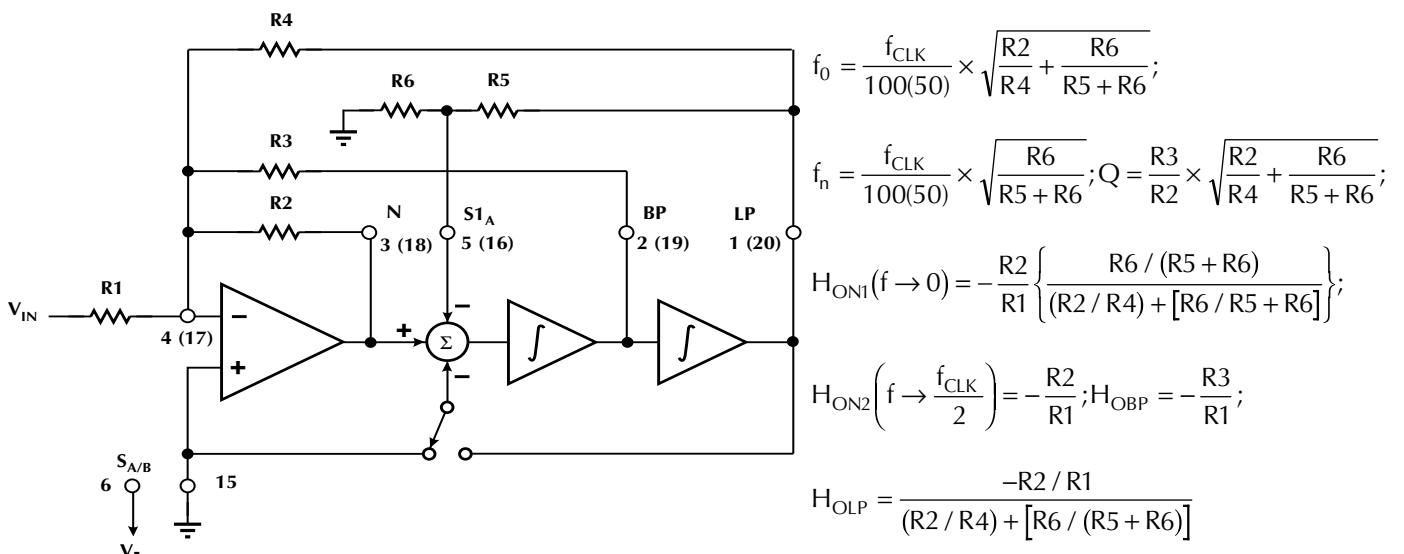 R4
R6
R5
R3
R2
N
3 (18)
S1A
5 (16)
BP
2 (19)
LP
1 (20)
R1
VIN
4 (17)
−
+
+
−
Σ
−
∫
∫
SA/B
6
15
V-
f0 = fCLK / 100(50) × √(R2 / R4 + R6 / R5 + R6);
fn = fCLK / 100(50) × √(R6 / R5 + R6); Q = R3 / R2 × √(R2 / R4 + R6 / R5 + R6);
HON1(f → 0) = − R2 / R1 {R6 / (R5 + R6) / (R2 / R4) + [R6 / R5 + R6]};
HON2(f → fCLK / 2) = − R2 / R1; HOBP = − R3 / R1;
HOLP = −R2 / R1 / (R2 / R4) + [R6 / (R5 + R6)]